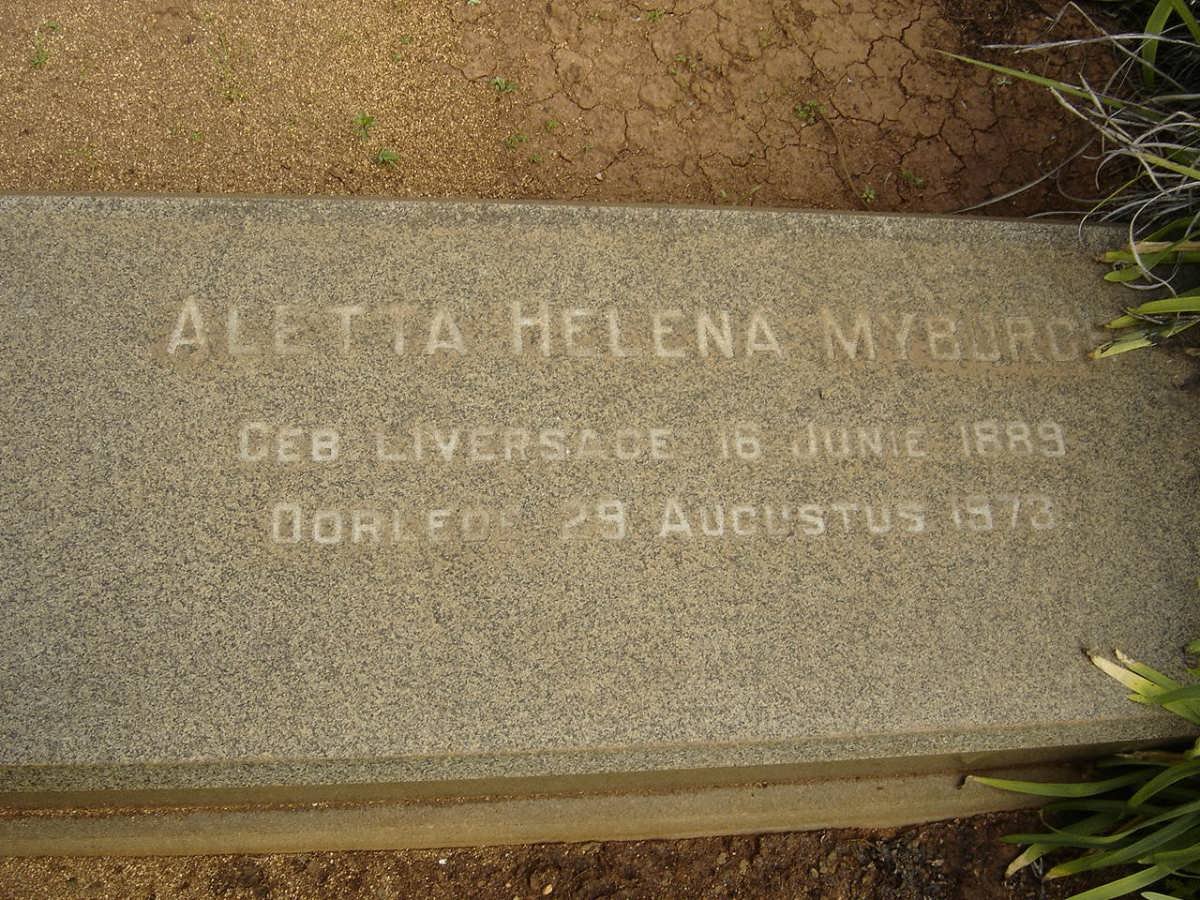 ALETTA HELENA MYBURGH
GEB LIVERSAGE 16 JUNIE 1889
OORLEDE 29 AUGUSTUS 1973.